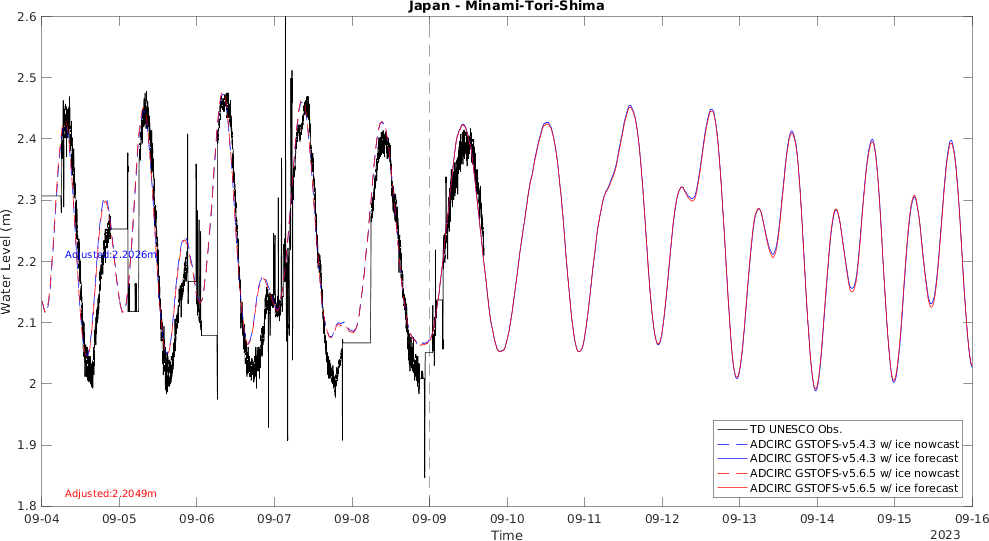 Japan - Minami-Tori-Shima
2.6
2.5
2.4
2.3
2.2
2.1
2
1.9
1.8
Water Level (m)
Adjusted:2.2026m
Adjusted:2.2049m
TD UNESCO Obs.
ADCIRC GSTOFS-v5.4.3 w/ ice nowcast
ADCIRC GSTOFS-v5.4.3 w/ ice forecast
ADCIRC GSTOFS-v5.6.5 w/ ice nowcast
ADCIRC GSTOFS-v5.6.5 w/ ice forecast
09-04 09-05 09-06 09-07 09-08 09-09 09-10 09-11 09-12 09-13 09-14 09-15 09-16
Time
2023